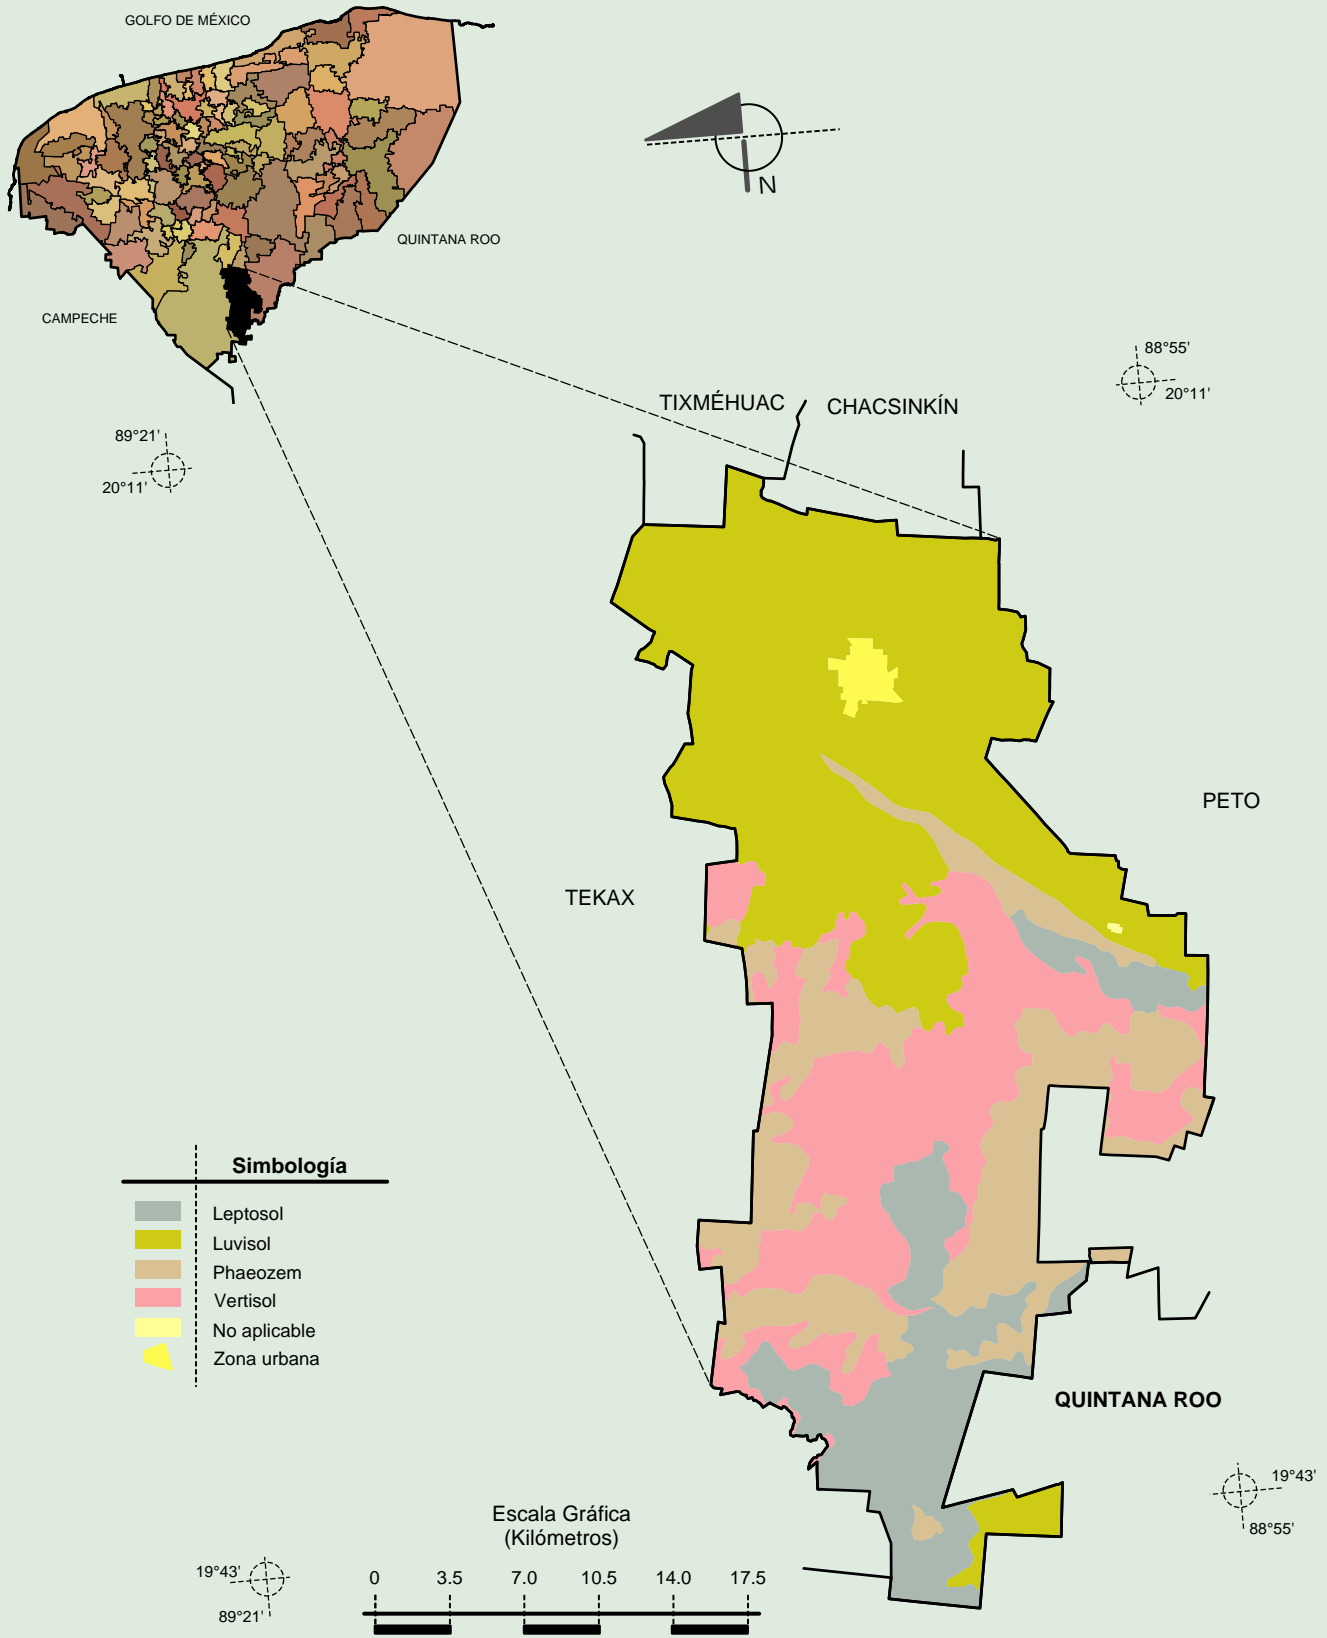 GOLFO DE MÉXICO
QUINTANA ROO
CAMPECHE
N
88°55'
20°11'
89°21'
20°11'
TIXMÉHUAC
CHACSINKÍN
PETO
TEKAX
Simbología
Leptosol
Luvisol
Phaeozem
Vertisol
No aplicable
Zona urbana
QUINTANA ROO
19°43'
88°55'
Escala Gráfica
(Kilómetros)
0 3.5 7.0 10.5 14.0 17.5
19°43'
89°21'